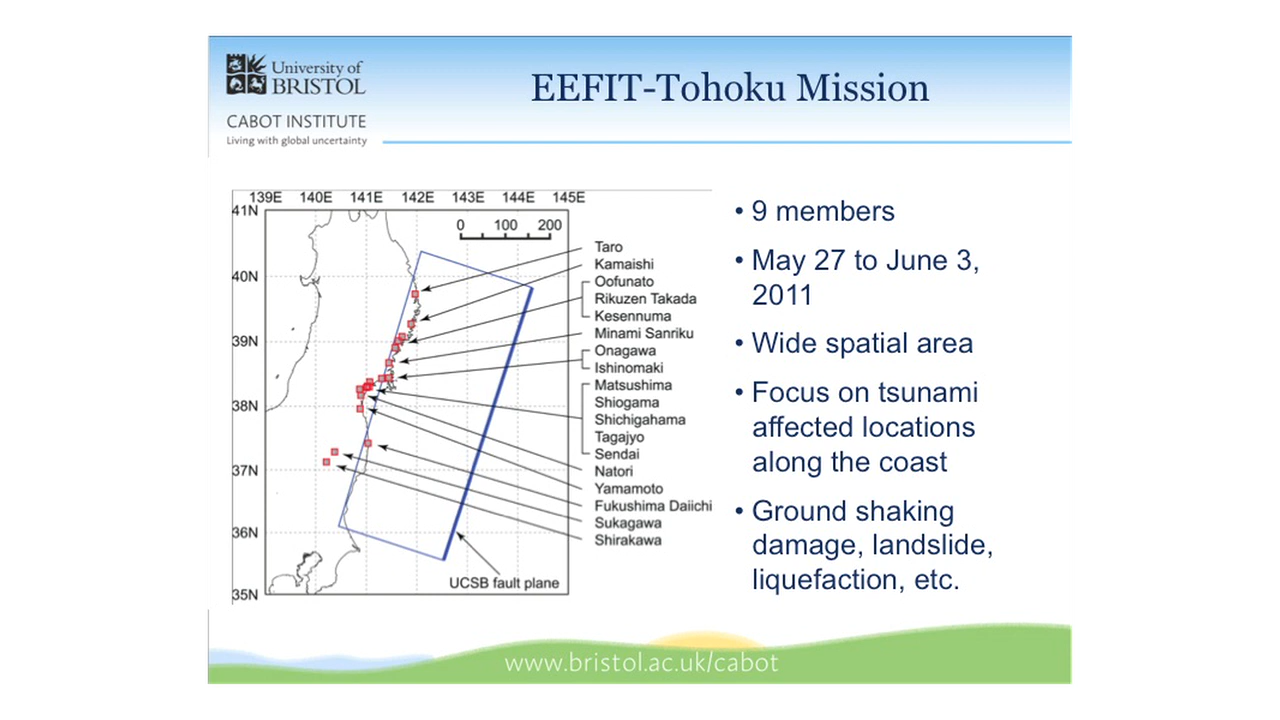 University of
BRISTOL
CABOT INSTITUTE
Living with global uncertainty
EEFIT-Tohoku Mission
139E 140E 141E 142E 143E 144E 145E
41N
40N
39N
38N
37N
36N
35N
0 100 200
Taro
Kamaishi
Oofunato
Rikuzen Takada
Kesennuma
Minami Sanriku
Onagawa
Ishinomaki
Matsushima
Shiogama
Shichigahama
Tagajyo
Sendai
Natori
Yamamoto
Fukushima Daiichi
Sukagawa
Shirakawa
UCSB fault plane
• 9 members
• May 27 to June 3,
2011
• Wide spatial area
• Focus on tsunami
affected locations
along the coast
• Ground shaking
damage, landslide,
liquefaction, etc.
www.bristol.ac.uk/cabot